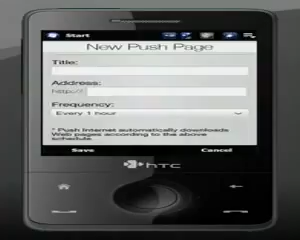 Start
New Push Page
Title:
Address:
http://
Frequency:
Every 1 hour
* Push Internet automatically downloads
Web pages according to the above
schedule.
Save Cancel
hTC